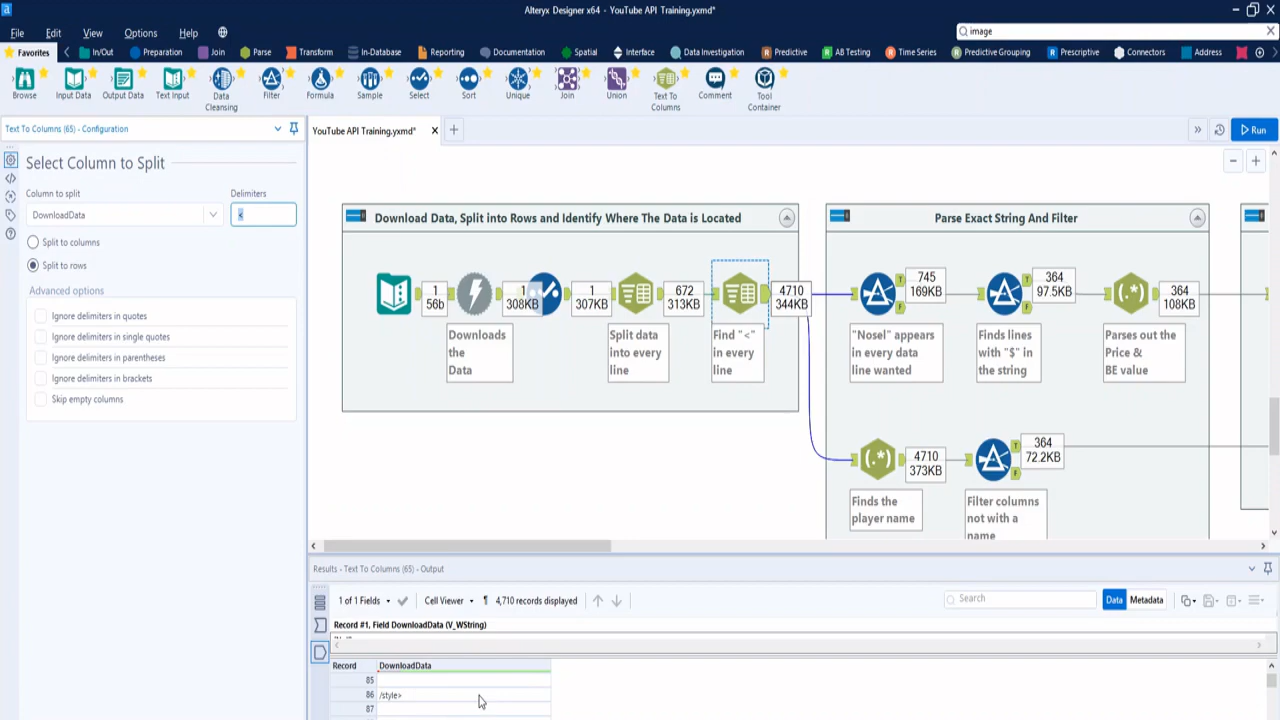 Alteryx Designer x64 - YouTube API Training.yxmd*
File Edit View Options Help
image
Favorites In/Out Preparation Join Parse Transform In-Database Reporting Documentation Spatial Interface Data Investigation Predictive AB Testing Time Series Predictive Grouping Prescriptive Connectors Address
Browse Input Data Output Data Text Input Data Cleansing Filter Formula Sample Select Sort Unique Join Union Text To Columns Comment Tool Container
Text To Columns (65) - Configuration
YouTube API Training.yxmd*
Run
Select Column to Split
Column to split
Delimiters
DownloadData
<
Split to columns
Split to rows
Advanced options
Ignore delimiters in quotes
Ignore delimiters in single quotes
Ignore delimiters in parentheses
Ignore delimiters in brackets
Skip empty columns
Download Data, Split into Rows and Identify Where The Data is Located
1
56b
1
308KB
1
307KB
672
313KB
4710
344KB
Downloads
the
Data
Split data
into every
line
Find "<"
in every
line
Parse Exact String And Filter
745
169KB
364
97.5KB
364
108KB
"Nosel" appears
in every data
line wanted
Finds lines
with "$" in
the string
Parses out the
Price &
BE value
4710
373KB
364
72.2KB
Finds the
player name
Filter columns
not with a
name
Results - Text To Columns (65) - Output
1 of 1 Fields Cell Viewer 4,710 records displayed Search Data Metadata
Record #1, Field DownloadData (V_WString)
Record DownloadData
85
86 /style>
87